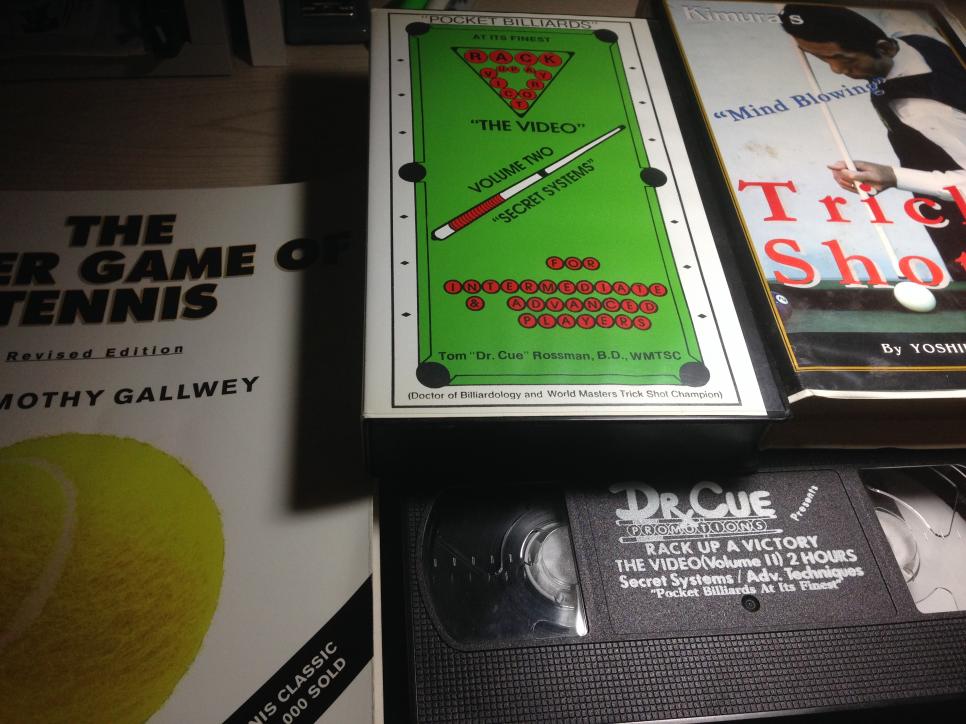 THE
ER GAME OF
TENNIS
Revised Edition
MOTHY GALLWEY
NIS CLASSIC
000 SOLD
"POCKET BILLIARDS"
AT ITS FINEST
RACK
UP A
VICTORY
"THE VIDEO"
VOLUME TWO
"SECRET SYSTEMS"
FOR
INTERMEDIATE
& ADVANCED
PLAYERS
Tom "Dr. Cue" Rossman, B.D., WMTSC
(Doctor of Billiardology and World Masters Trick Shot Champion)
Kimura's
"Mind Blowing"
Trick
Shot
By YOSHI
DR. CUE
PROMOTIONS
Presents
RACK UP A VICTORY
THE VIDEO(Volume II) 2 HOURS
Secret Systems / Adv. Techniques
"Pocket Billiards At Its Finest"